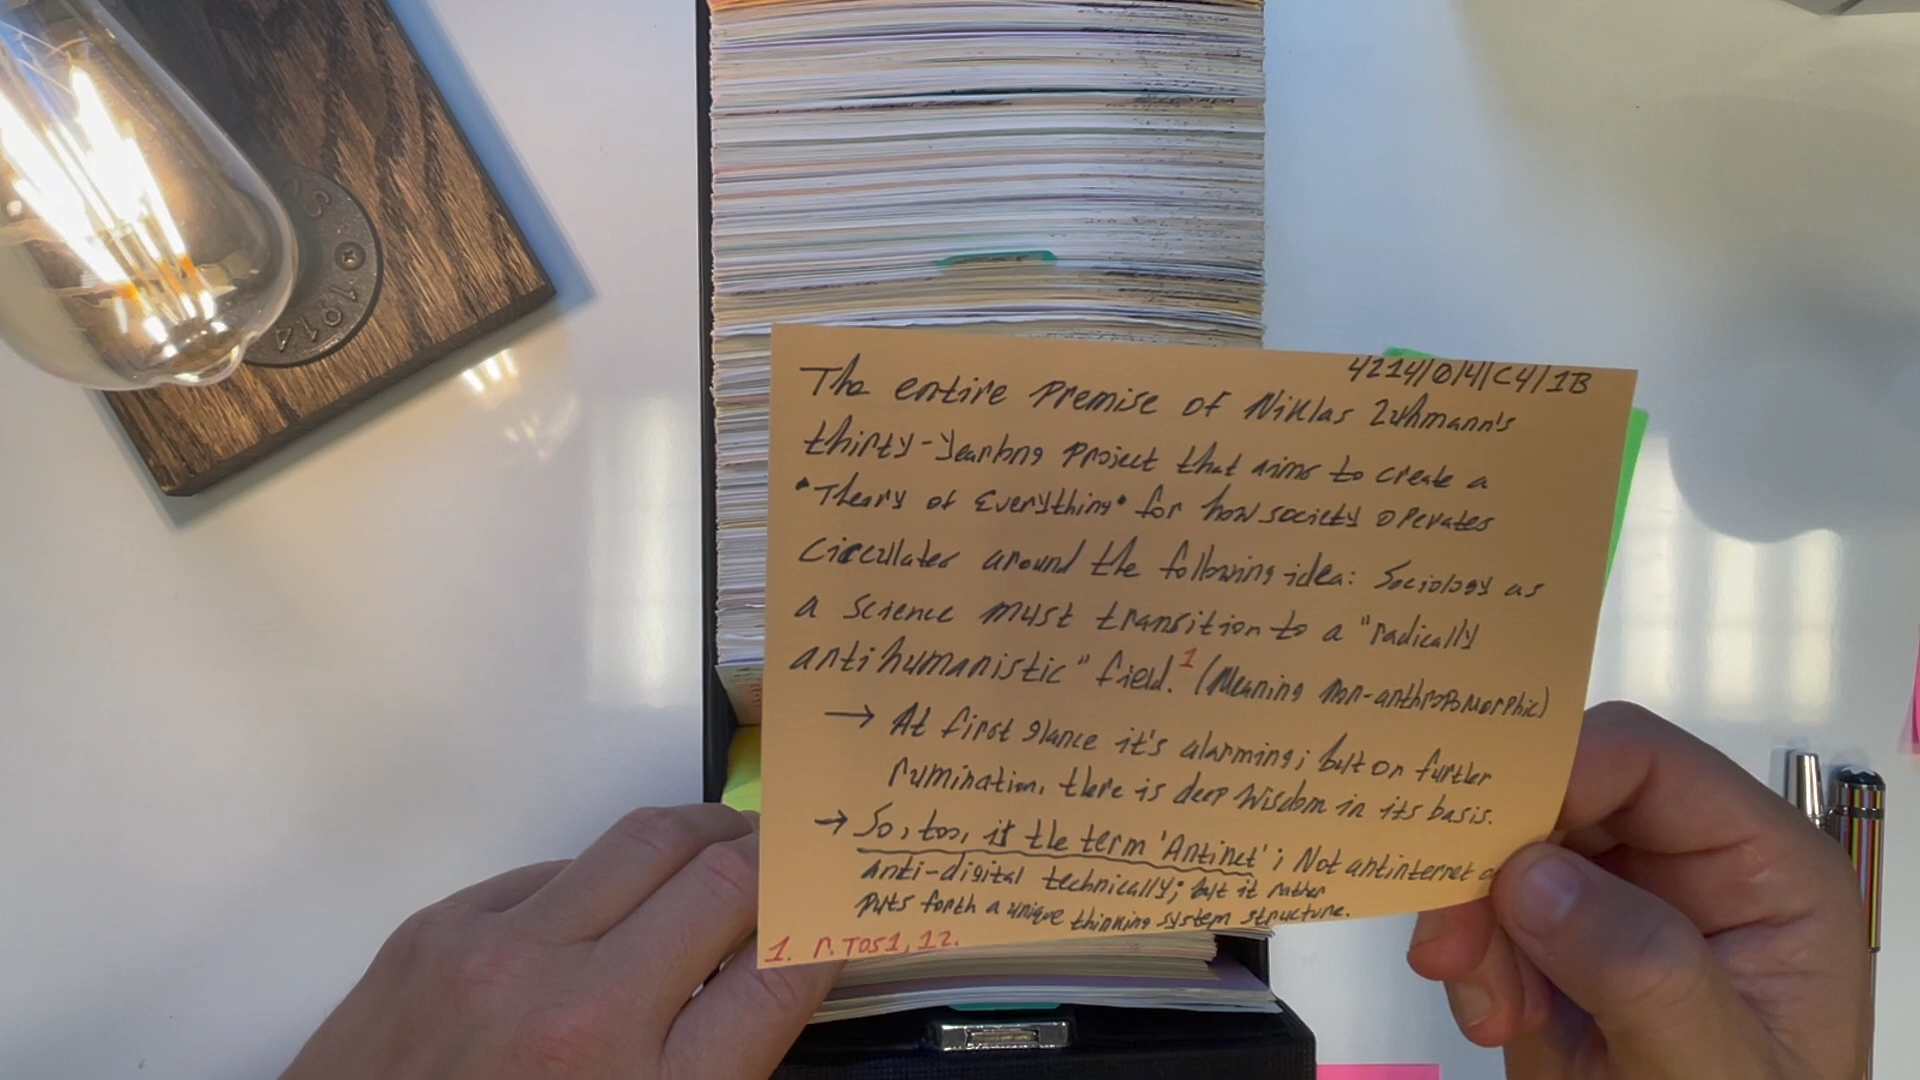 4214/0/4/C4/1B
The entire premise of Niklas Luhmann's
thirty-yearlong project that aims to create a
"Theory of Everything" for how society operates
circulates around the following idea: Sociology as
a science must transition to a "radically
antihumanistic" field.1 (Meaning non-anthropomorphic)
→ At first glance it's alarming; but on further
rumination, there is deep wisdom in its basis.
→ So, too, is the term 'Antinet'; Not antinternet
anti-digital technically; but it rather
puts forth a unique thinking system structure.
1. r.TOS1, 12.
1914